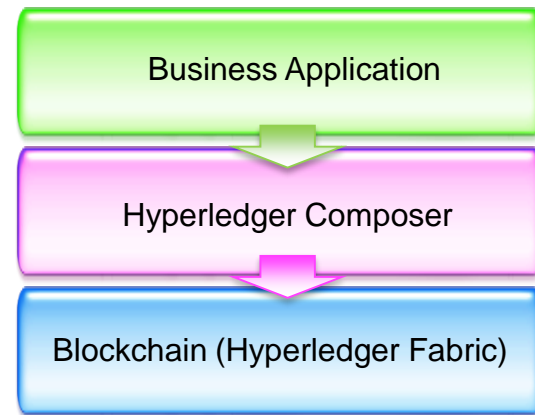 Business Application
Hyperledger Composer
Blockchain (Hyperledger Fabric)